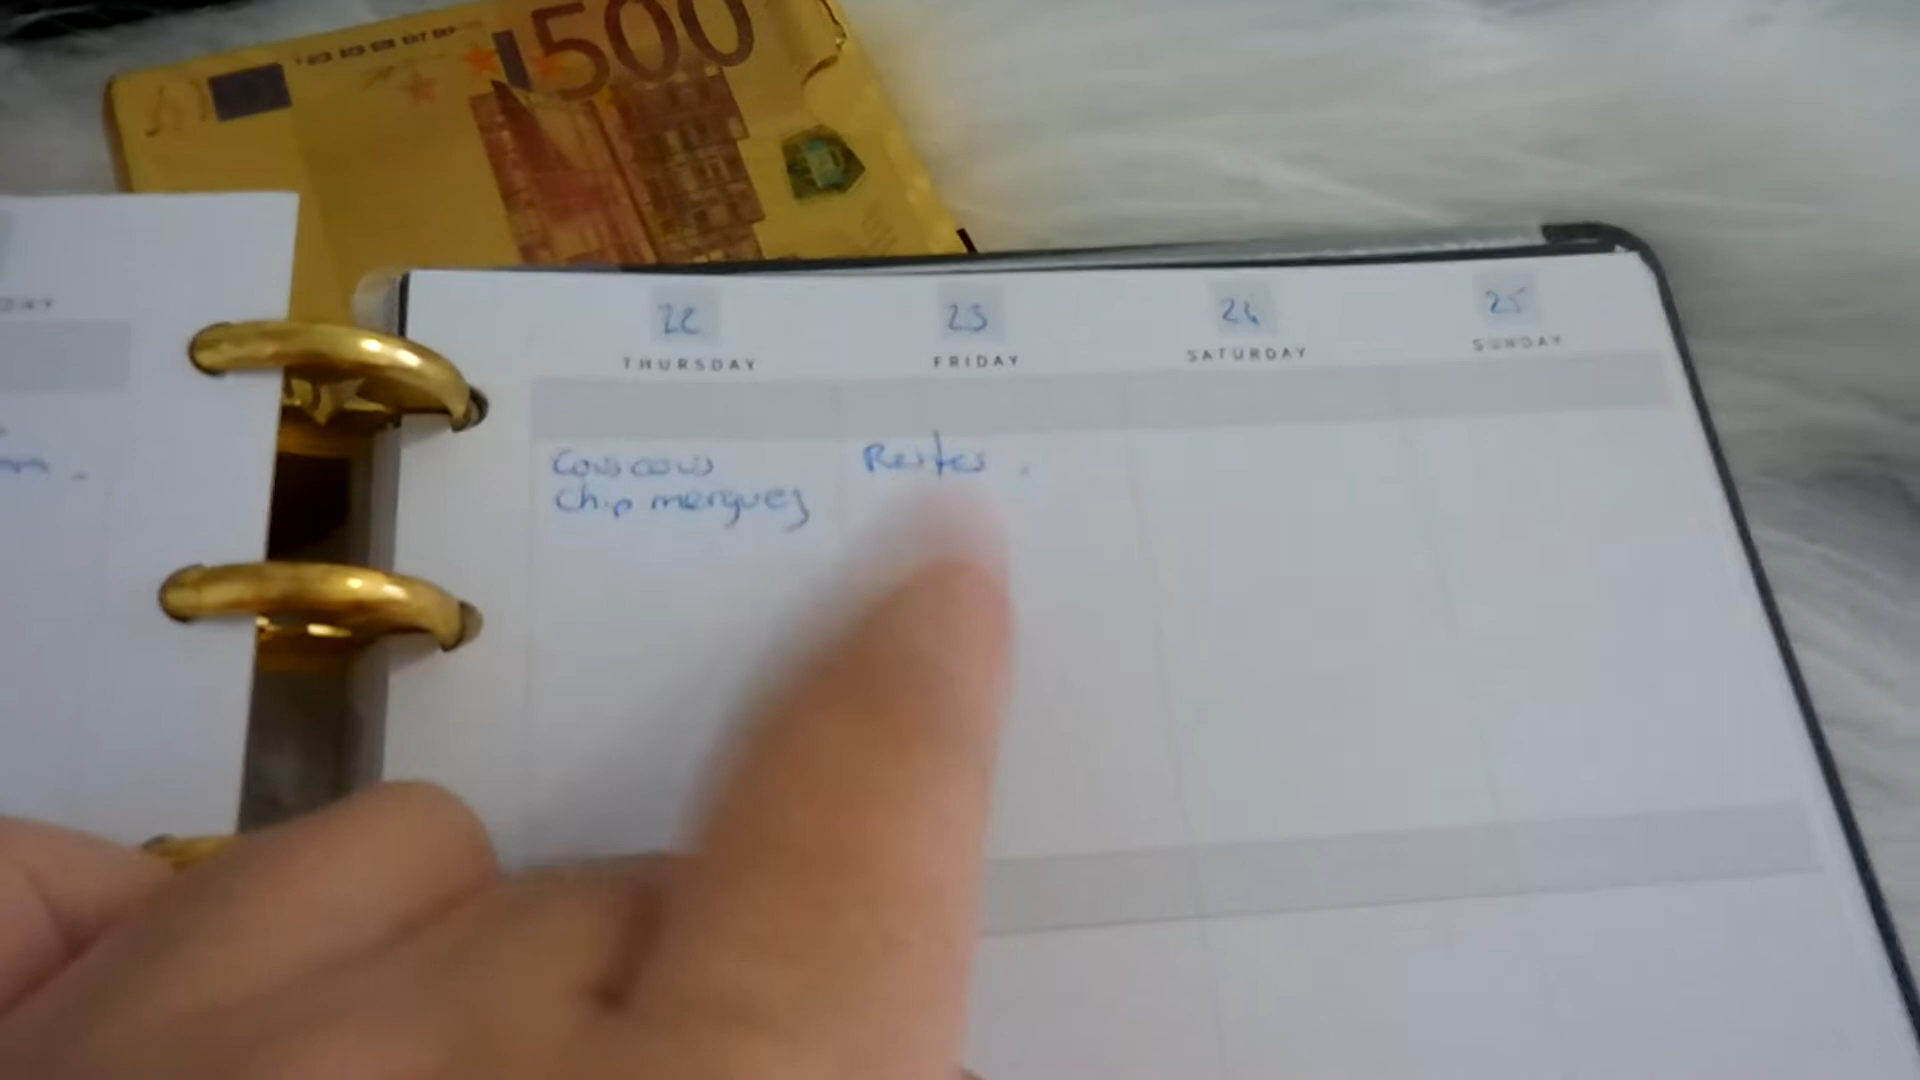 500
22
23
24
25
THURSDAY
FRIDAY
SATURDAY
SUNDAY
Couscous
Chip merguez
Restes.